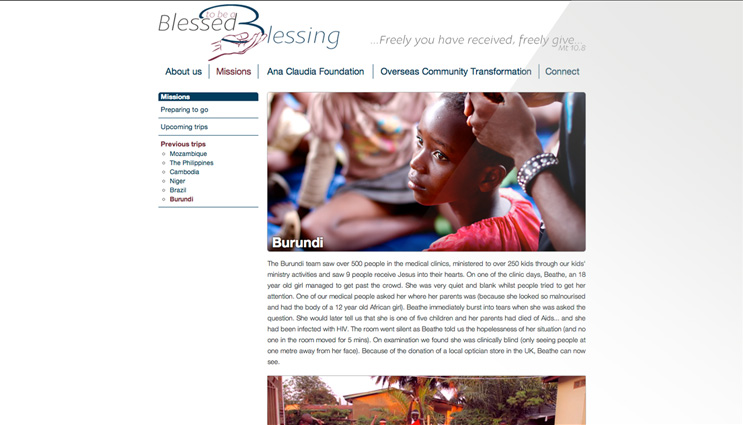 Blessed to be a Blessing
...Freely you have received, freely give...
Mt 10.8
About us Missions Ana Claudia Foundation Overseas Community Transformation Connect
Missions
Preparing to go
Upcoming trips
Previous trips
Mozambique
The Philippines
Cambodia
Niger
Brazil
Burundi
Burundi
The Burundi team saw over 500 people in the medical clinics, ministered to over 250 kids through our kids'
ministry activities and saw 9 people receive Jesus into their hearts. On one of the clinic days, Beathe, an 18
year old girl managed to get past the crowd. She was very quiet and blank whilst people tried to get her
attention. One of our medical people asked her where her parents was (because she looked so malnourised
and had the body of a 12 year old African girl). Beathe immediately burst into tears when she was asked the
question. She would later tell us that she is one of five children and her parents had died of Aids... and she
had been infected with HIV. The room went silent as Beathe told us the hopelessness of her situation (and no
one in the room moved for 5 mins). On examination we found she was clinically blind (only seeing people at
one metre away from her face). Because of the donation of a local optician store in the UK, Beathe can now
see.